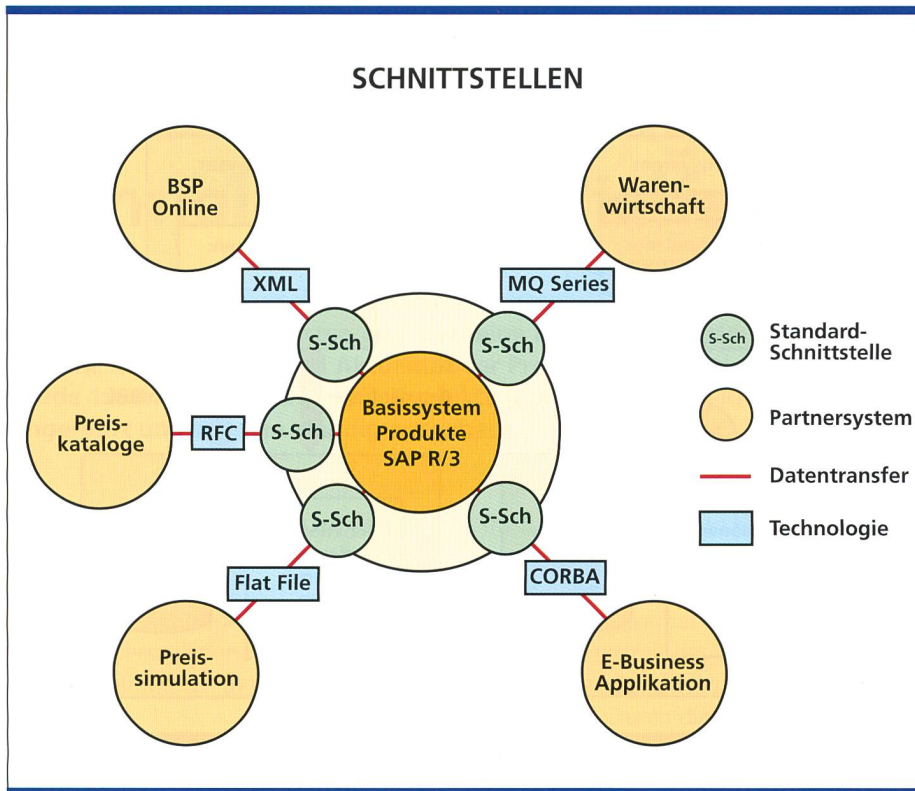 SCHNITTSTELLEN
BSP
Online
Waren-
wirtschaft
XML
MQ Series
S-Sch
S-Sch
Preis-
kataloge
RFC
S-Sch
Basissystem
Produkte
SAP R/3
S-Sch
S-Sch
Flat File
CORBA
Preis-
simulation
E-Business
Applikation
S-Sch
Standard-
Schnittstelle
Partnersystem
Datentransfer
Technologie